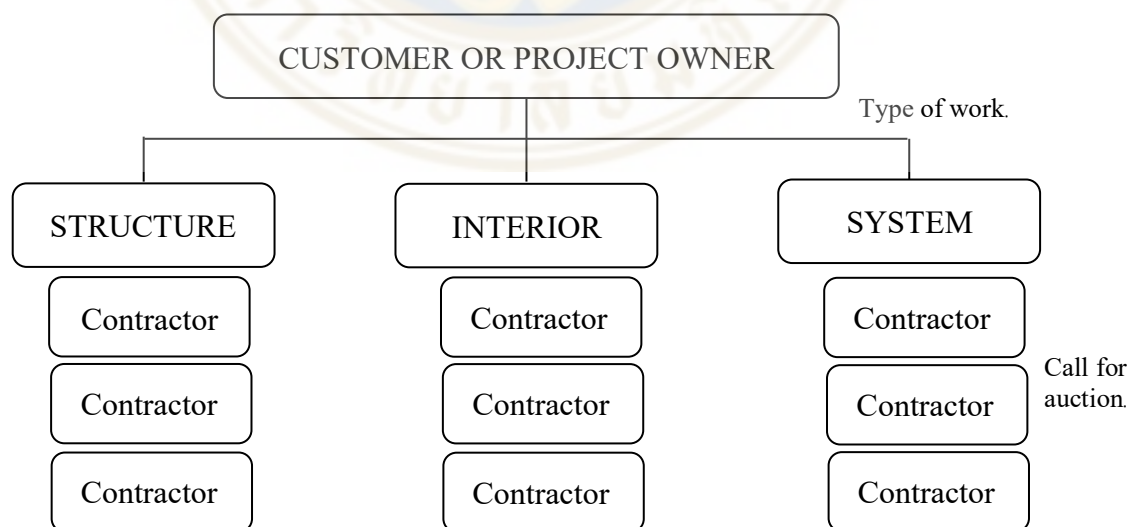 CUSTOMER OR PROJECT OWNER
Type of work.
STRUCTURE
INTERIOR
SYSTEM
Contractor
Contractor
Contractor
Contractor
Contractor
Contractor
Call for
auction.
Contractor
Contractor
Contractor